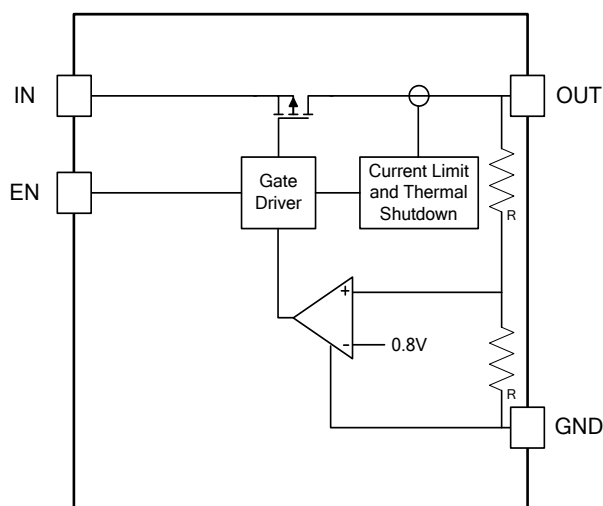 IN
OUT
EN
Gate
Driver
Current Limit
and Thermal
Shutdown
R
+
-
0.8V
R
GND